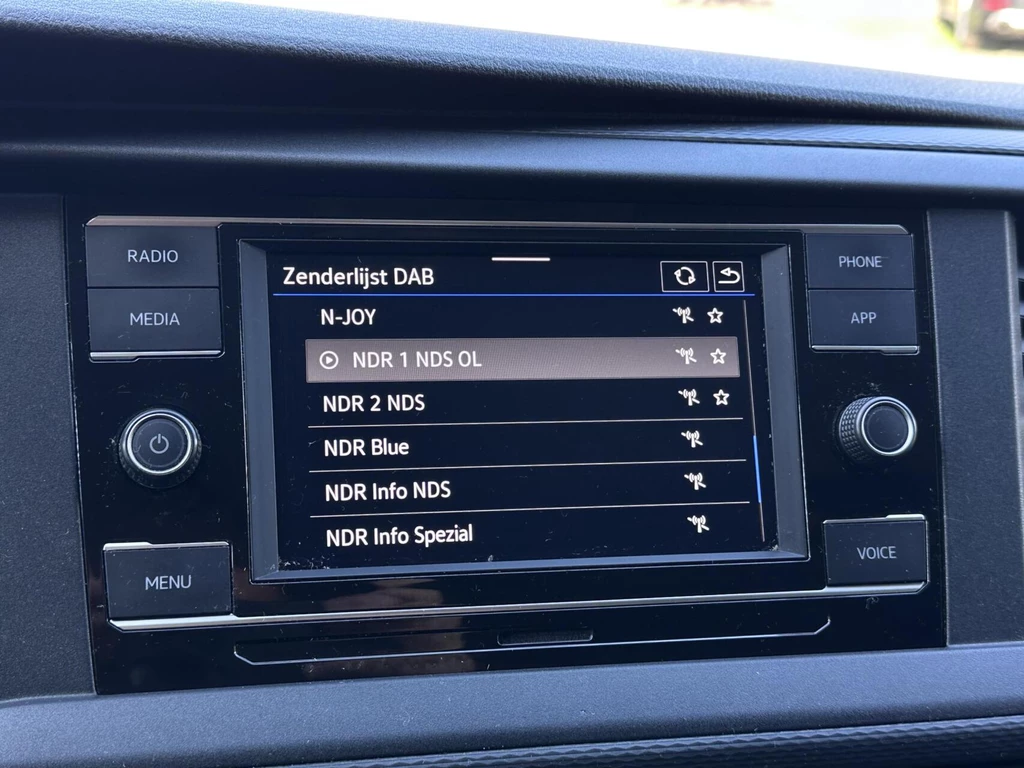 RADIO
MEDIA
MENU
Zenderlijst DAB
N-JOY
NDR 1 NDS OL
NDR 2 NDS
NDR Blue
NDR Info NDS
NDR Info Spezial
PHONE
APP
VOICE